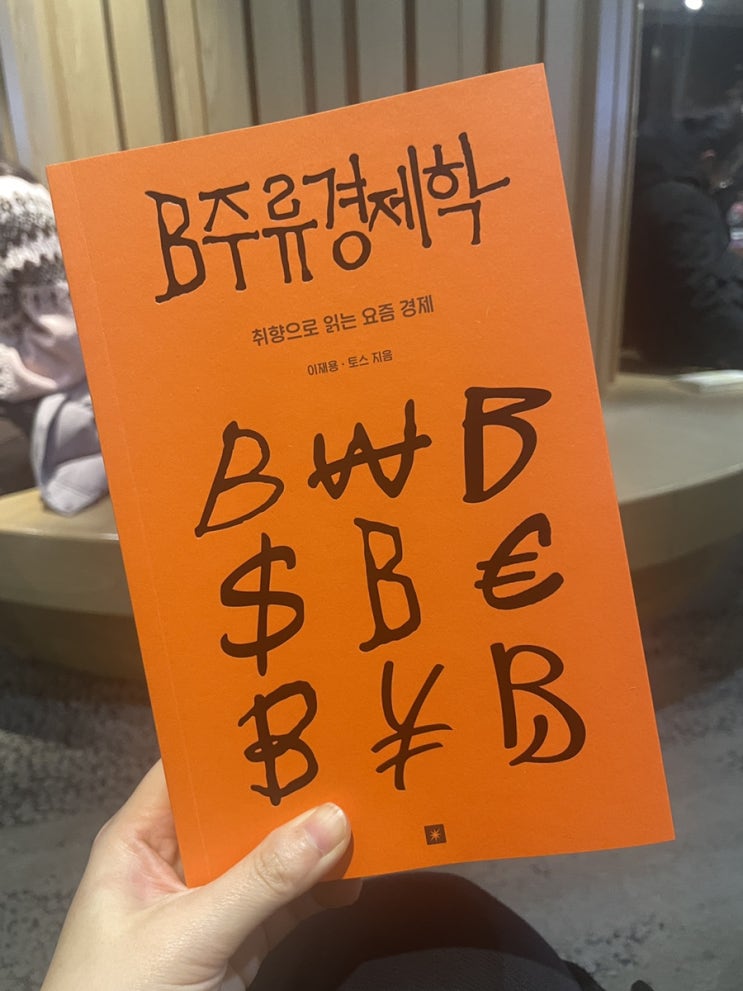 B주류경제학
취향으로 읽는 요즘 경제
이재용 · 토스 지음
B ₩ B
$ B €
₿ ¥ B